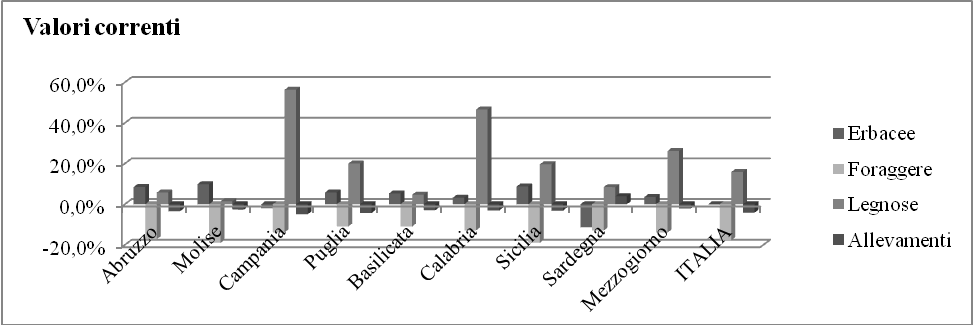 Valori correnti
60,0%
40,0%
20,0%
0,0%
-20,0%
Abruzzo
Molise
Campania
Puglia
Basilicata
Calabria
Sicilia
Sardegna
Mezzogiorno
ITALIA
Erbacee
Foraggere
Legnose
Allevamenti